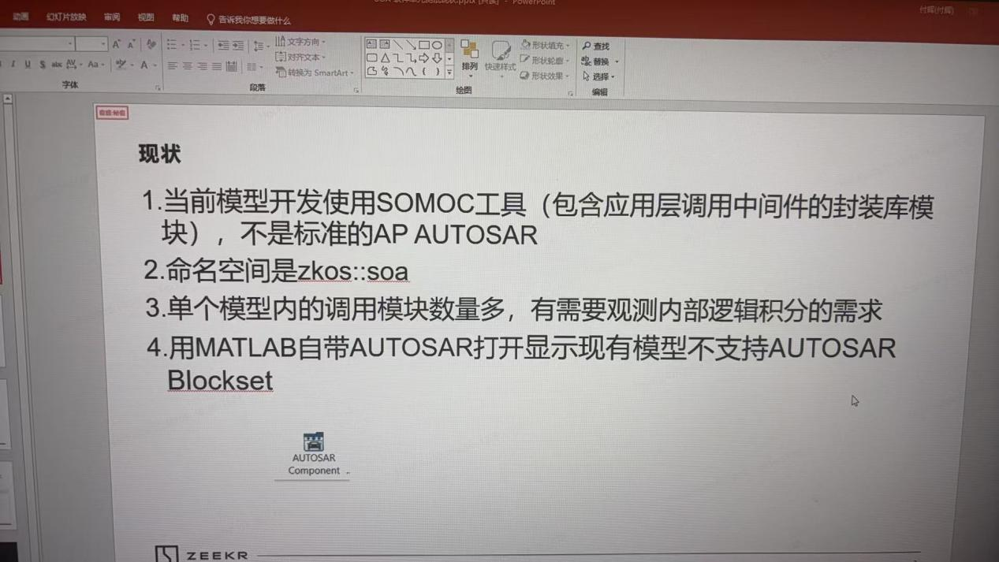 PowerPoint
付辉(付辉)
动画 幻灯片放映 审阅 视图 帮助 告诉我你想要做什么
文字方向
对齐文本
转换为 SmartArt
排列
快速样式
形状填充
形状轮廓
形状效果
查找
替换
选择
字体 段落 绘图 编辑
现状
1.当前模型开发使用SOMOC工具（包含应用层调用中间件的封装库模
块），不是标准的AP AUTOSAR
2.命名空间是zkos::soa
3.单个模型内的调用模块数量多，有需要观测内部逻辑积分的需求
4.用MATLAB自带AUTOSAR打开显示现有模型不支持AUTOSAR
Blockset
AUTOSAR
Component ..
ZEEKR